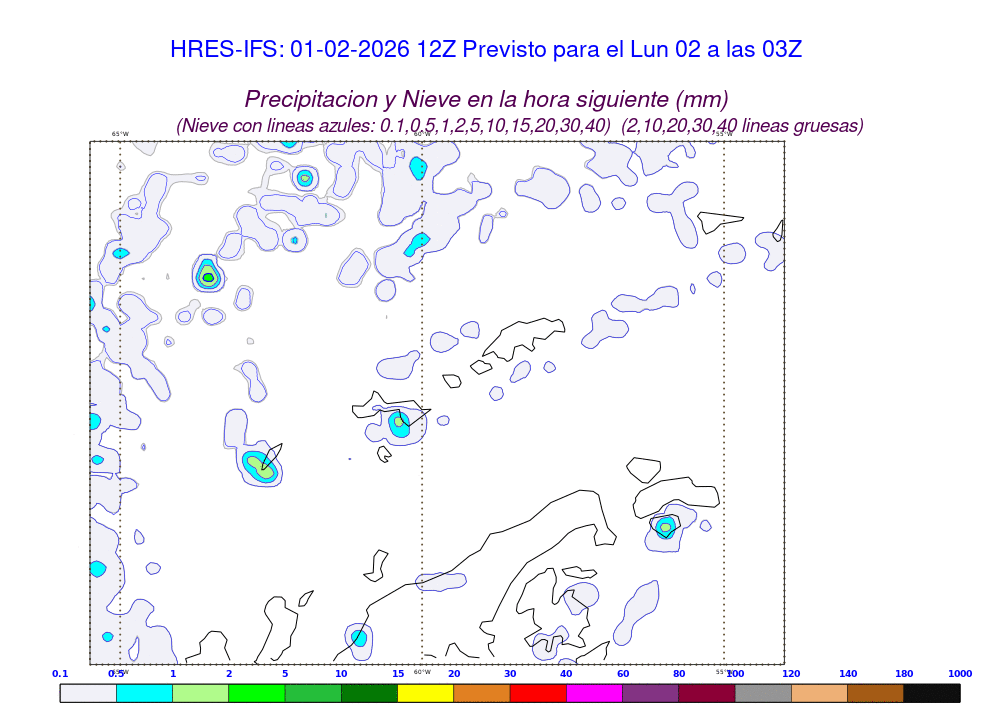 HRES-IFS: 01-02-2026 12Z Previsto para el Lun 02 a las 03Z
Precipitacion y Nieve en la hora siguiente (mm)
(Nieve con lineas azules: 0.1,0.5,1,2,5,10,15,20,30,40)  (2,10,20,30,40 lineas gruesas)
65°W 60°W 55°W
65°W 60°W 55°W
0.1 0.5 1 2 5 10 15 20 30 40 60 80 100 120 140 180 1000